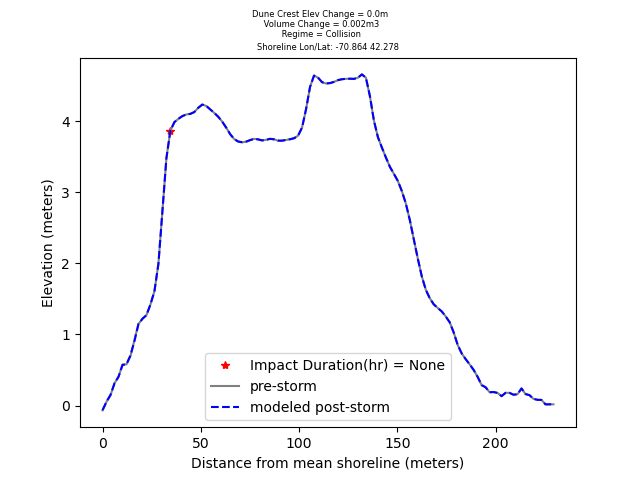 Dune Crest Elev Change = 0.0m
Volume Change = 0.002m3
Regime = Collision
Shoreline Lon/Lat: -70.864 42.278
4
3
2
1
0
Elevation (meters)
Impact Duration(hr) = None
pre-storm
modeled post-storm
0 50 100 150 200
Distance from mean shoreline (meters)